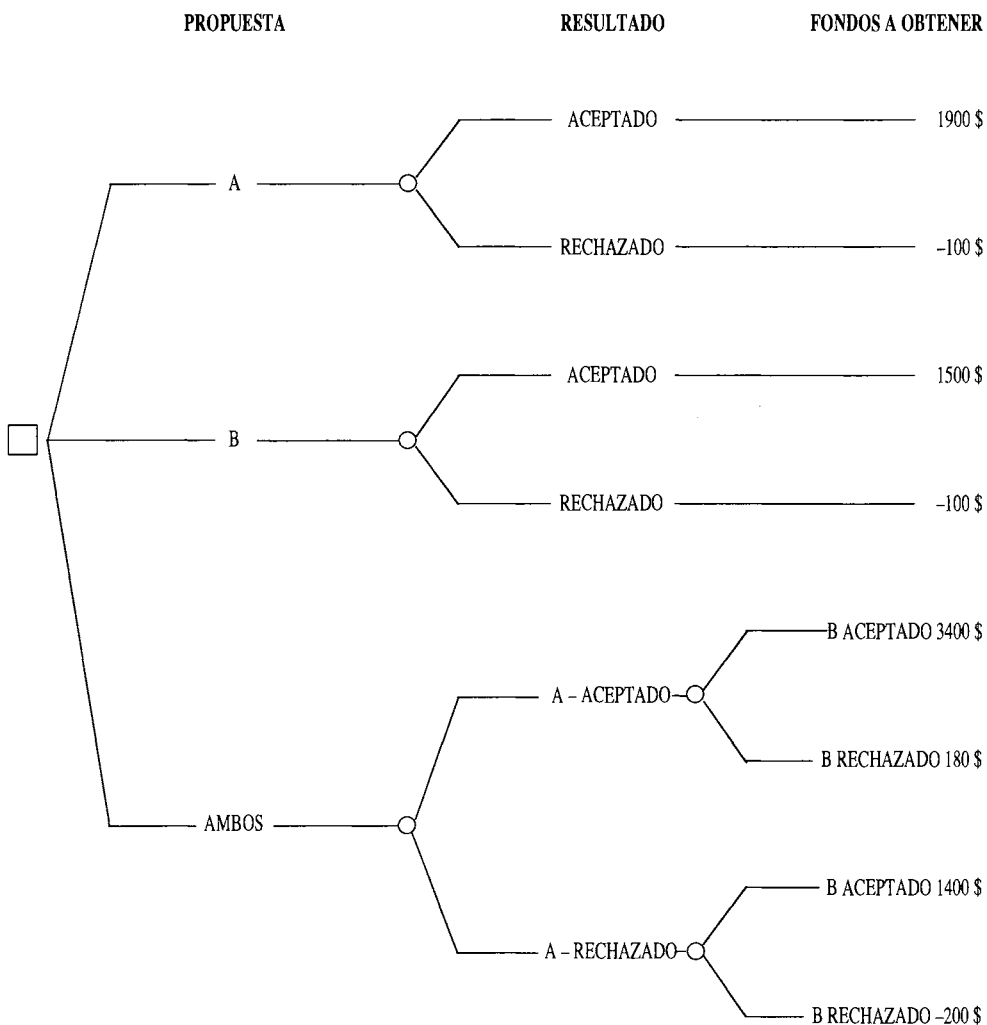 PROPUESTA RESULTADO FONDOS A OBTENER
ACEPTADO 1900 $
A
RECHAZADO –100 $
ACEPTADO 1500 $
B
RECHAZADO –100 $
B ACEPTADO 3400 $
A – ACEPTADO
B RECHAZADO 180 $
AMBOS
B ACEPTADO 1400 $
A – RECHAZADO
B RECHAZADO –200 $